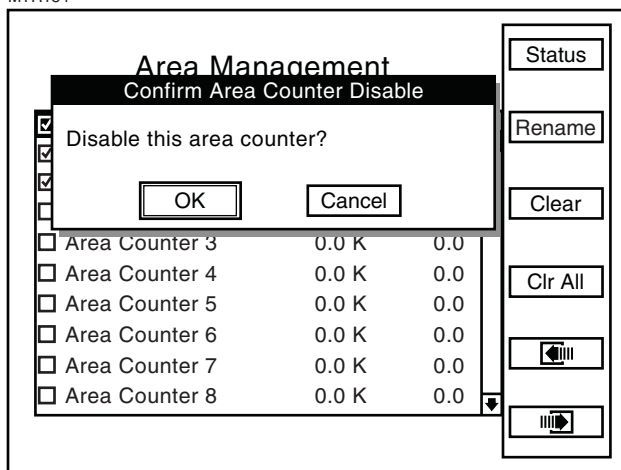 Area Management
Confirm Area Counter Disable
Disable this area counter?
OK
Cancel
Area Counter 3 0.0 K 0.0
Area Counter 4 0.0 K 0.0
Area Counter 5 0.0 K 0.0
Area Counter 6 0.0 K 0.0
Area Counter 7 0.0 K 0.0
Area Counter 8 0.0 K 0.0
Status
Rename
Clear
Clr All